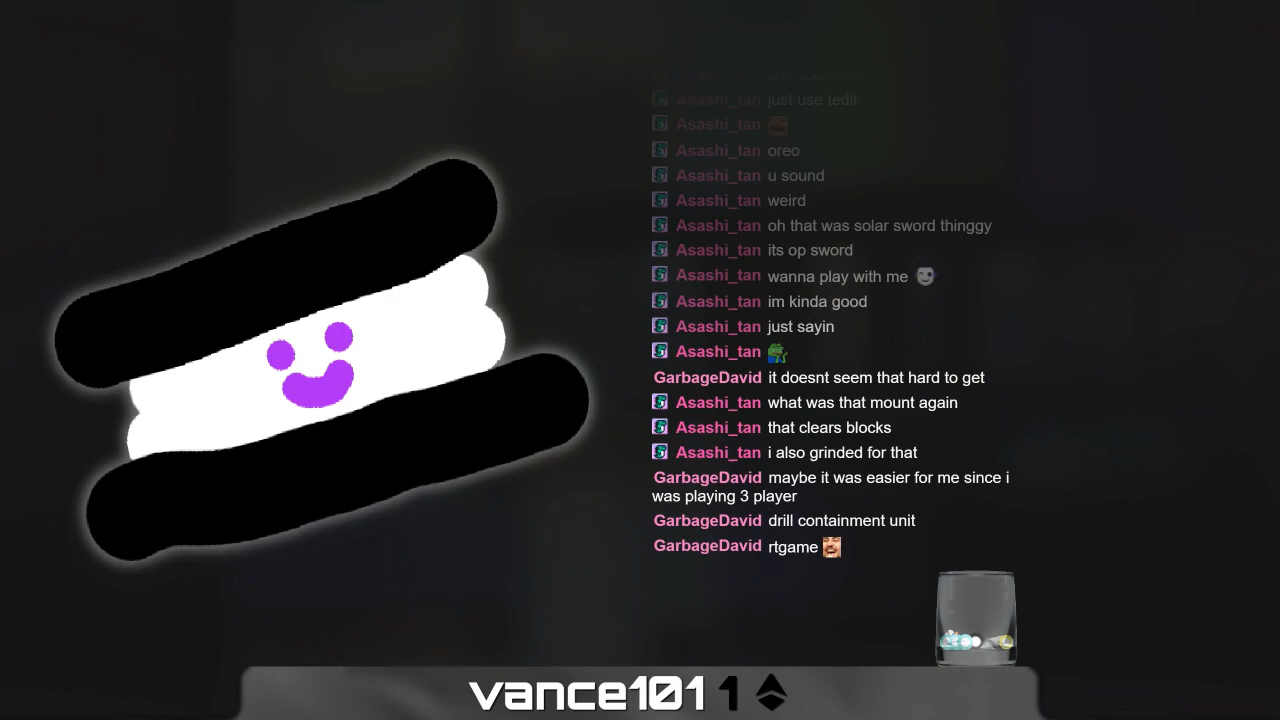 Asashi_tan just use tedit
Asashi_tan
Asashi_tan oreo
Asashi_tan u sound
Asashi_tan weird
Asashi_tan oh that was solar sword thinggy
Asashi_tan its op sword
Asashi_tan wanna play with me
Asashi_tan im kinda good
Asashi_tan just sayin
Asashi_tan
GarbageDavid it doesnt seem that hard to get
Asashi_tan what was that mount again
Asashi_tan that clears blocks
Asashi_tan i also grinded for that
GarbageDavid maybe it was easier for me since i
was playing 3 player
GarbageDavid drill containment unit
GarbageDavid rtgame
vance101 1